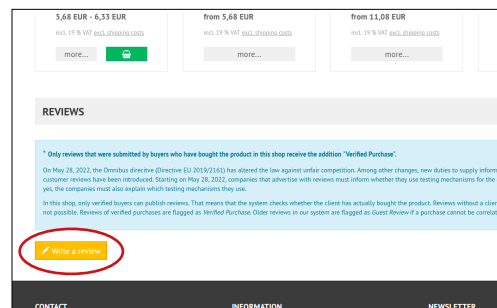 5,68 EUR - 6,33 EUR
from 5,68 EUR
from 11,08 EUR
incl. 19 % VAT excl. shipping costs
incl. 19 % VAT excl. shipping costs
incl. 19 % VAT excl. shipping costs
more...
more...
more...
REVIEWS
* Only reviews that were submitted by buyers who have bought the product in this shop receive the addition "Verified Purchase".
On May 28, 2022, the Omnibus directive (Directive EU 2019/2161) has altered the law against unfair competition. Among other changes, new duties to supply inform
customer reviews have been introduced. Starting on May 28, 2022, companies that advertise with reviews must inform whether they use testing mechanisms for the
yes, the companies must also explain which testing mechanisms they use.
In this shop, only verified buyers can publish reviews. That means that the system checks whether the client has actually bought the product. Reviews without a clien
not possible. Reviews of verified purchases are flagged as Verified Purchase. Older reviews in our system are flagged as Guest Review if a purchase cannot be correlat
Write a review
CONTACT
INFORMATION
NEWSLETTER